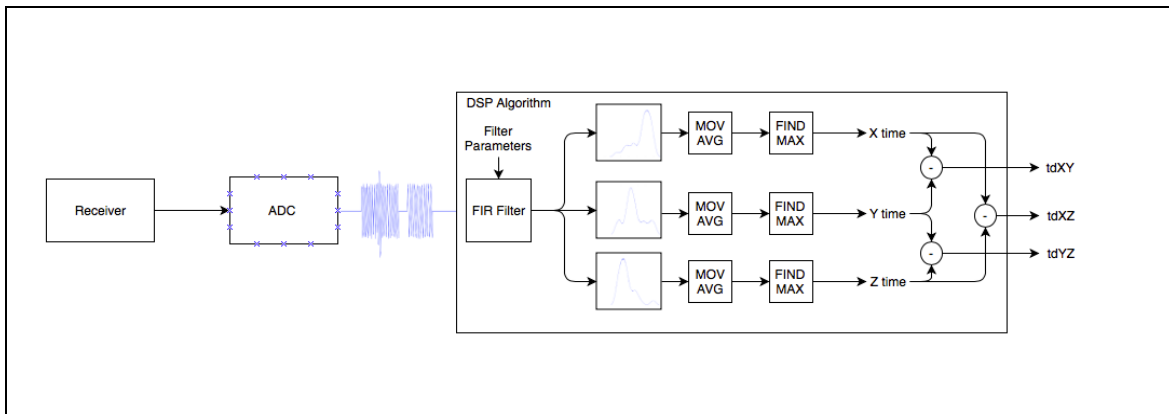 DSP Algorithm
Filter
Parameters
Receiver
ADC
FIR Filter
MOV
AVG
FIND
MAX
X time
-
tdXY
MOV
AVG
FIND
MAX
Y time
-
tdXZ
MOV
AVG
FIND
MAX
Z time
-
tdYZ